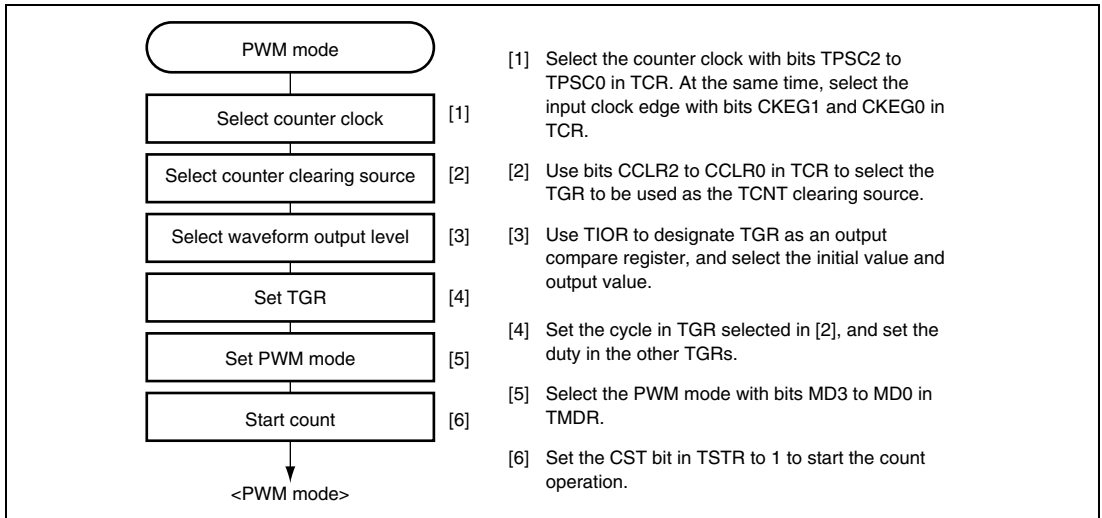 PWM mode
Select counter clock [1]
Select counter clearing source [2]
Select waveform output level [3]
Set TGR [4]
Set PWM mode [5]
Start count [6]
<PWM mode>
[1] Select the counter clock with bits TPSC2 to
TPSC0 in TCR. At the same time, select the
input clock edge with bits CKEG1 and CKEG0 in
TCR.
[2] Use bits CCLR2 to CCLR0 in TCR to select the
TGR to be used as the TCNT clearing source.
[3] Use TIOR to designate TGR as an output
compare register, and select the initial value and
output value.
[4] Set the cycle in TGR selected in [2], and set the
duty in the other TGRs.
[5] Select the PWM mode with bits MD3 to MD0 in
TMDR.
[6] Set the CST bit in TSTR to 1 to start the count
operation.